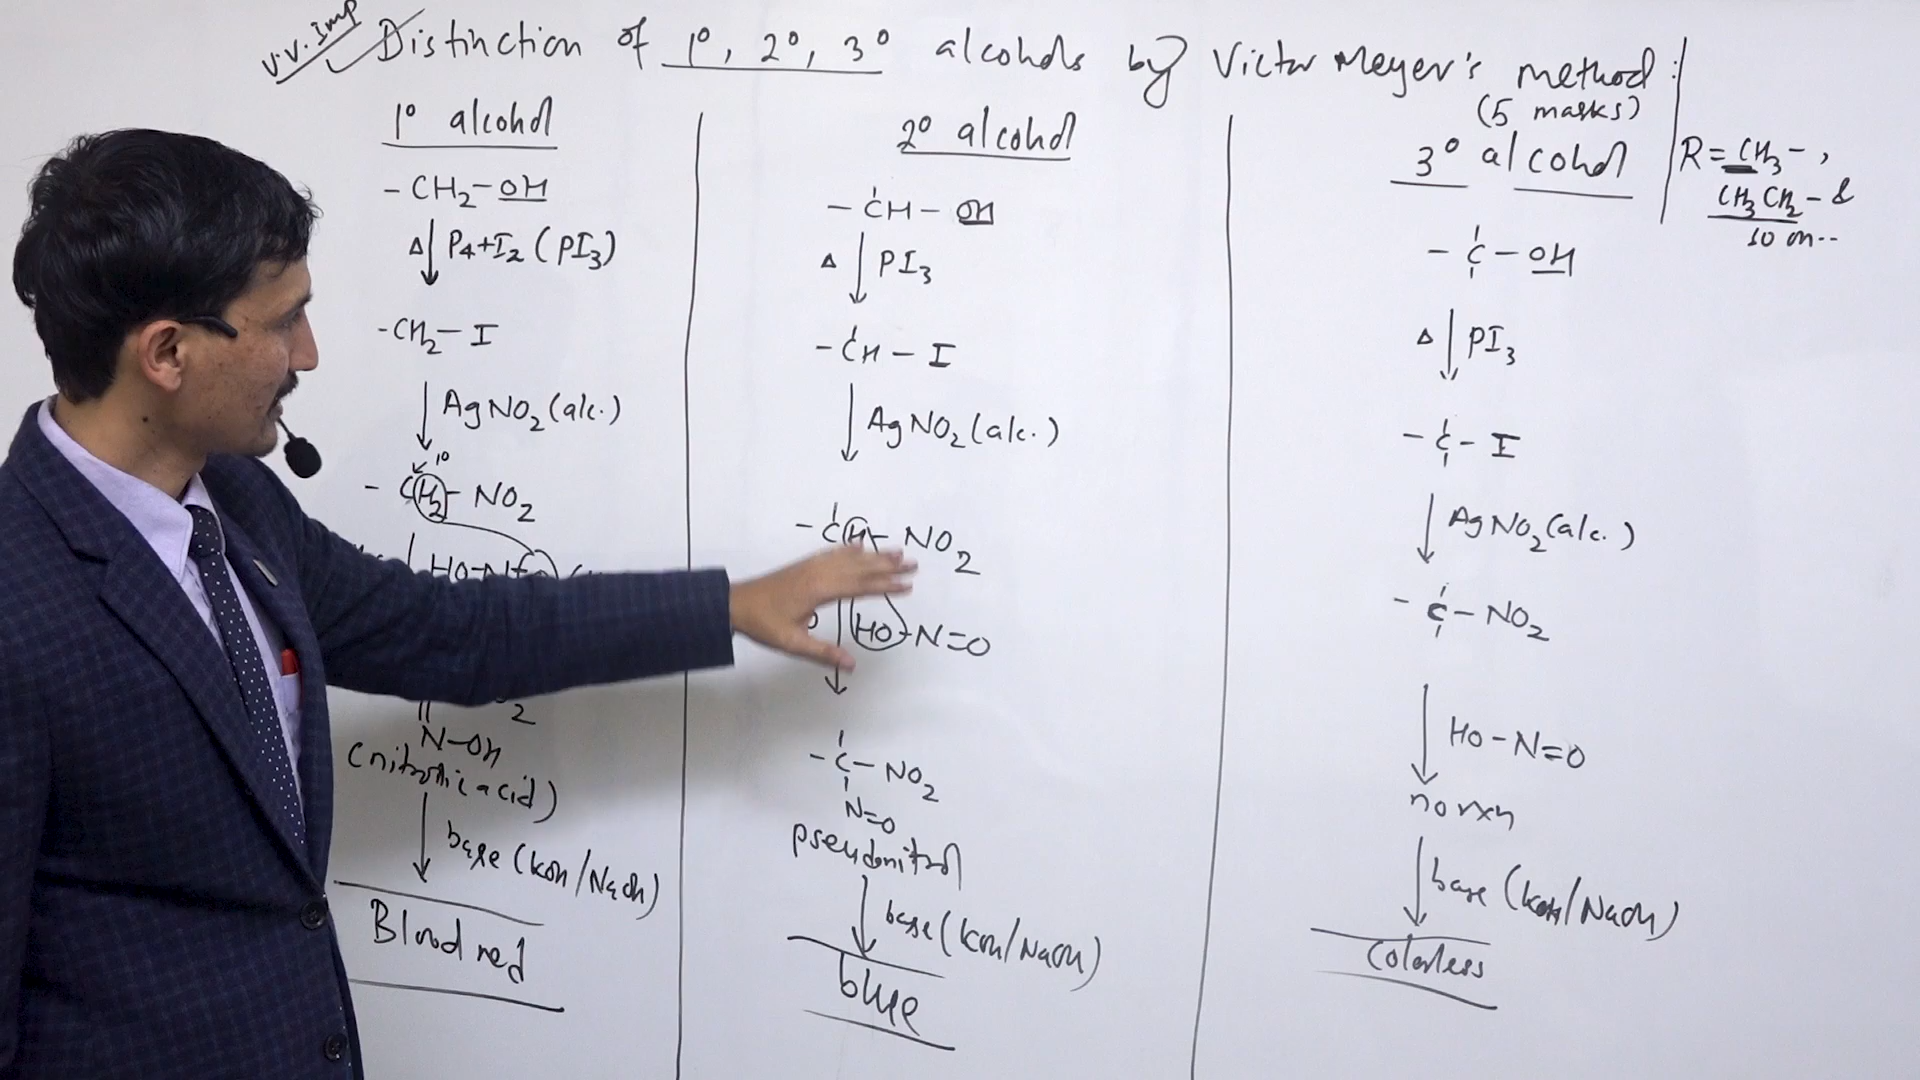 v.v. Imp
Distinction of 1°, 2°, 3° alcohols by Victor Meyer's method:
(5 marks)
R = CH3-,
CH3CH2- &
so on..
1° alcohol
-CH2-OH
Δ P4+I2 (PI3)
-CH2-I
AgNO2(alc.)
1°
-CH2-NO2
HO-N=O
2
N-OH
(nitrolic acid)
base (KOH/NaOH)
Blood red
2° alcohol
-CH-OH
Δ PI3
-CH-I
AgNO2(alc.)
-CH-NO2
HO-N=O
-C-NO2
N=O
pseudonitrol
base (KOH/NaOH)
blue
3° alcohol
-C-OH
Δ PI3
-C-I
AgNO2(alc.)
-C-NO2
HO-N=O
no rxn
base (KOH/NaOH)
Colorless